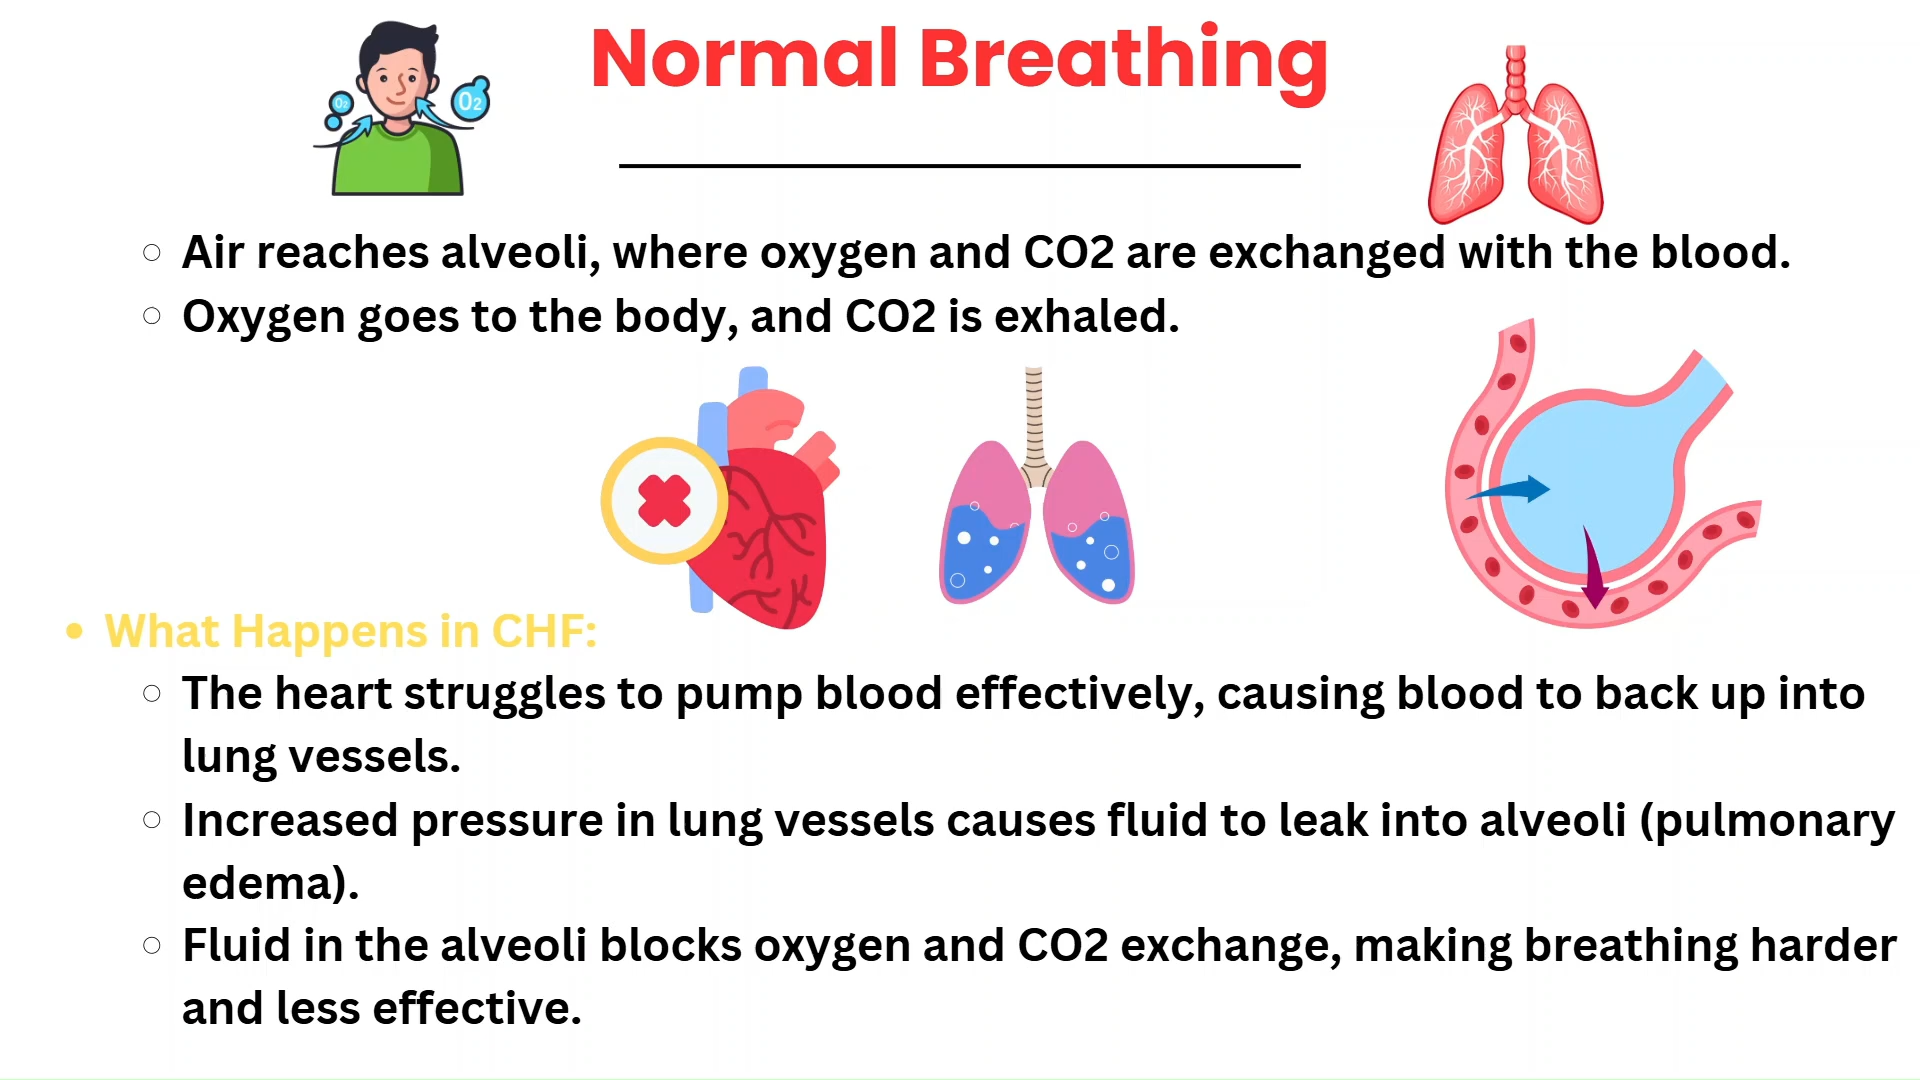 Normal Breathing
O2
O2
Air reaches alveoli, where oxygen and CO2 are exchanged with the blood.
Oxygen goes to the body, and CO2 is exhaled.
What Happens in CHF:
The heart struggles to pump blood effectively, causing blood to back up into
lung vessels.
Increased pressure in lung vessels causes fluid to leak into alveoli (pulmonary
edema).
Fluid in the alveoli blocks oxygen and CO2 exchange, making breathing harder
and less effective.